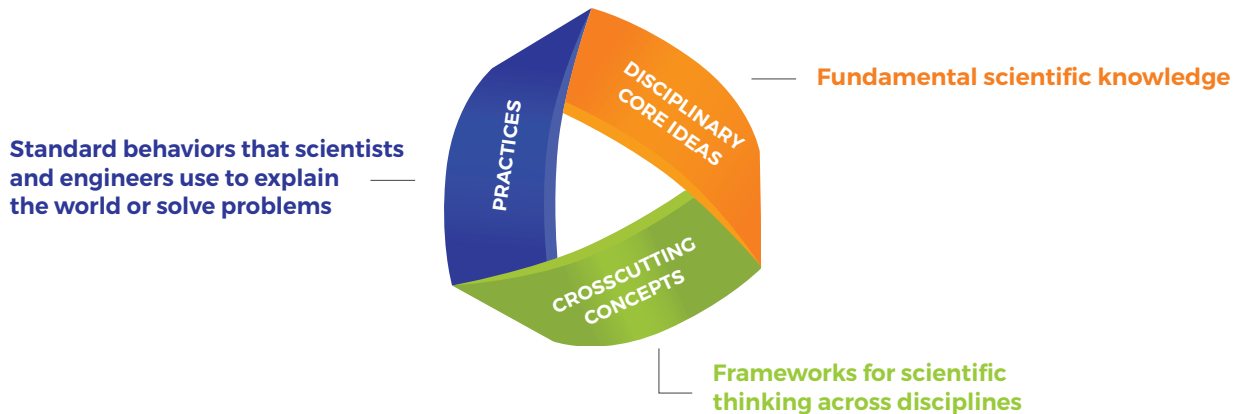 DISCIPLINARY
CORE IDEAS
Fundamental scientific knowledge
PRACTICES
Standard behaviors that scientists
and engineers use to explain
the world or solve problems
CROSSCUTTING
CONCEPTS
Frameworks for scientific
thinking across disciplines